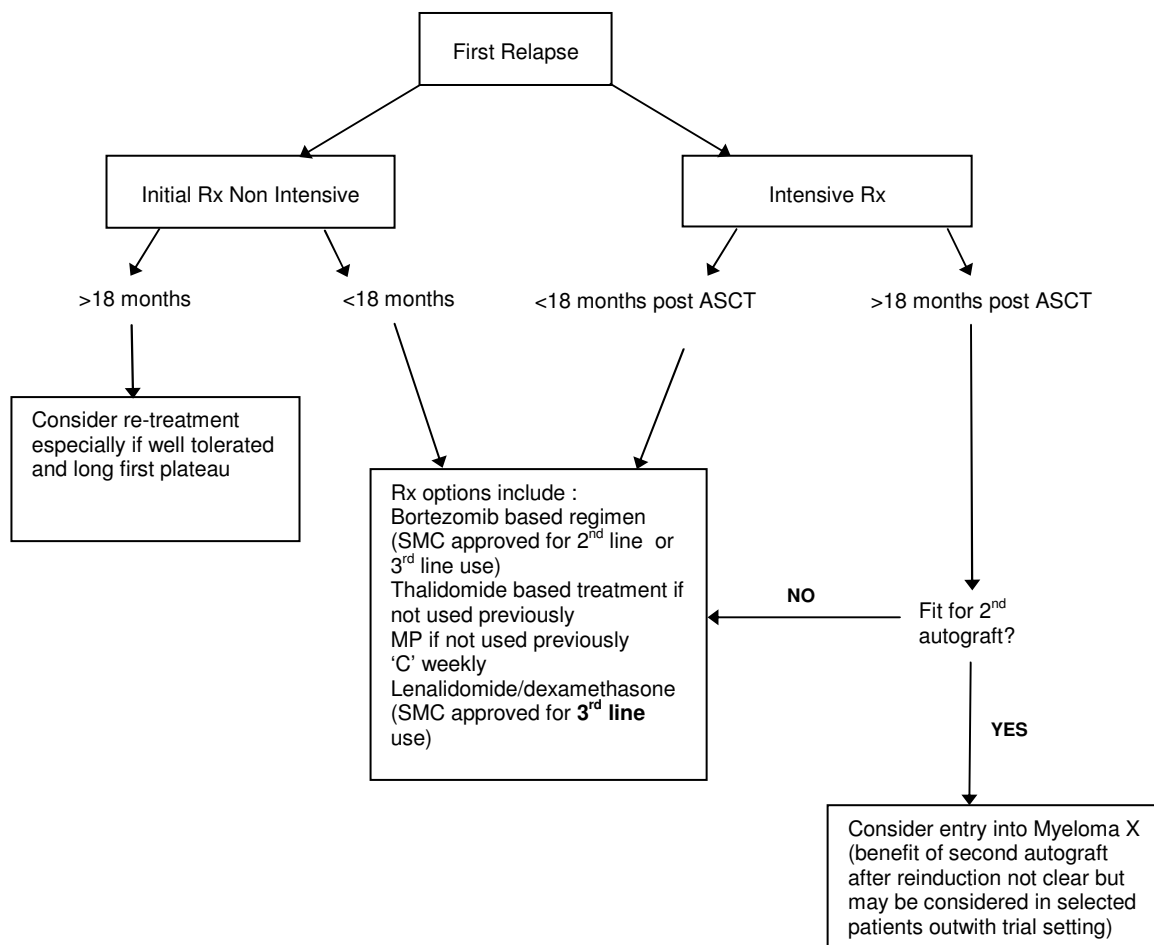 First Relapse
Initial Rx Non Intensive
Intensive Rx
>18 months
<18 months
<18 months post ASCT
>18 months post ASCT
Consider re-treatment
especially if well tolerated
and long first plateau
Rx options include :
Bortezomib based regimen
(SMC approved for 2nd line or
3rd line use)
Thalidomide based treatment if
not used previously
MP if not used previously
‘C’ weekly
Lenalidomide/dexamethasone
(SMC approved for 3rd line
use)
NO
Fit for 2nd
autograft?
YES
Consider entry into Myeloma X
(benefit of second autograft
after reinduction not clear but
may be considered in selected
patients outwith trial setting)